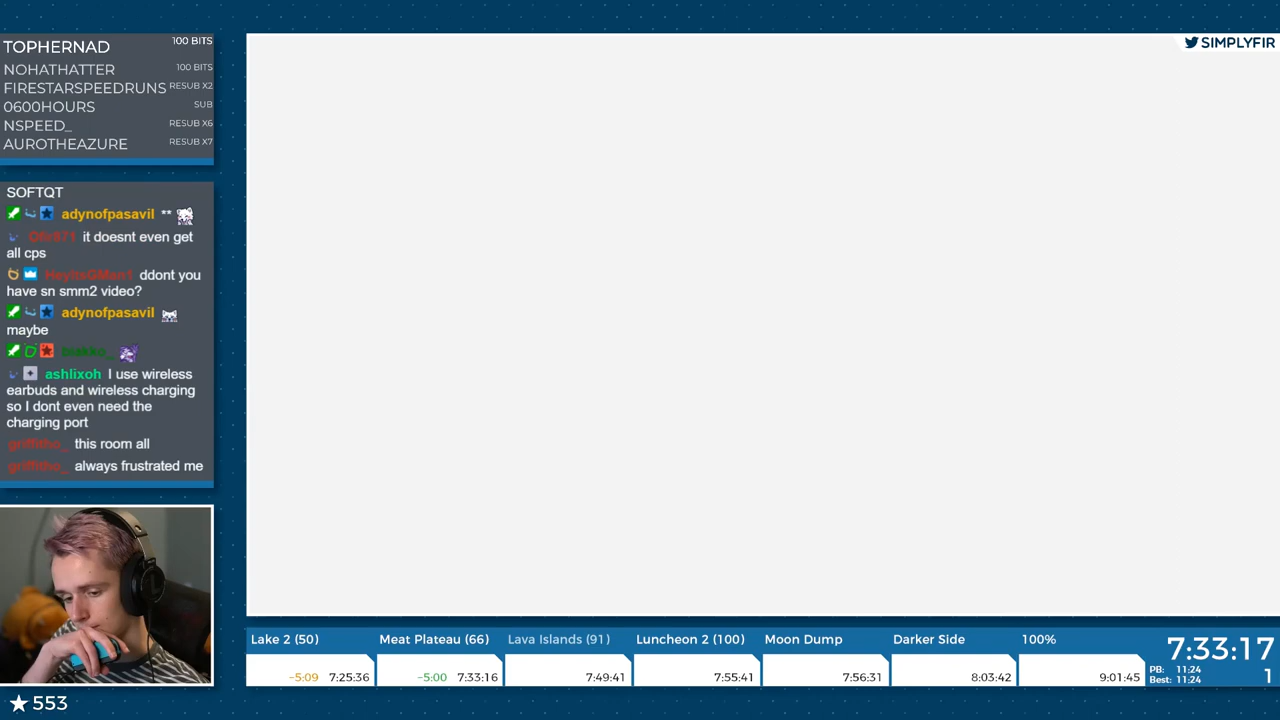 TOPHERNAD 100 BITS
NOHATHATTER 100 BITS
FIRESTARSPEEDRUNS RESUB X2
0600HOURS SUB
NSPEED_ RESUB X6
AUROTHEAZURE RESUB X7
SIMPLYFIR
SOFTQT
adynofpasavil **
it doesnt even get
all cps
HeyItsGMan1 ddont you
have sn smm2 video?
adynofpasavil
maybe
ashlixoh I use wireless
earbuds and wireless charging
so I dont even need the
charging port
griffitho_ this room all
griffitho_ always frustrated me
Lake 2 (50) Meat Plateau (66) Lava Islands (91) Luncheon 2 (100) Moon Dump Darker Side 100%
−5:09 7:25:36 −5:00 7:33:16 7:49:41 7:55:41 7:56:31 8:03:42 9:01:45
7:33:17
PB: 11:24
Best: 11:24 1
★ 553